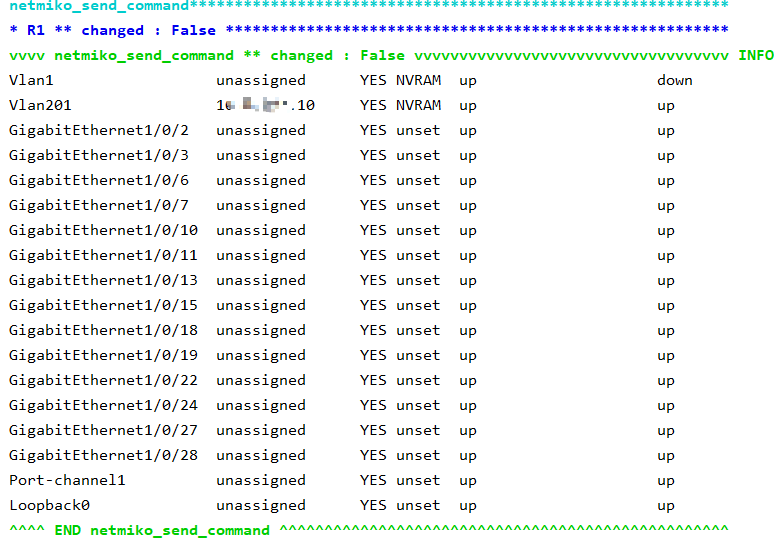 netmiko_send_command************************************************************
* R1 ** changed : False ********************************************************
vvvv netmiko_send_command ** changed : False vvvvvvvvvvvvvvvvvvvvvvvvvvvvvvvvvvv INFO
Vlan1                  unassigned      YES NVRAM  up                    down
Vlan201                .10      YES NVRAM  up                    up
GigabitEthernet1/0/2   unassigned      YES unset  up                    up
GigabitEthernet1/0/3   unassigned      YES unset  up                    up
GigabitEthernet1/0/6   unassigned      YES unset  up                    up
GigabitEthernet1/0/7   unassigned      YES unset  up                    up
GigabitEthernet1/0/10  unassigned      YES unset  up                    up
GigabitEthernet1/0/11  unassigned      YES unset  up                    up
GigabitEthernet1/0/13  unassigned      YES unset  up                    up
GigabitEthernet1/0/15  unassigned      YES unset  up                    up
GigabitEthernet1/0/18  unassigned      YES unset  up                    up
GigabitEthernet1/0/19  unassigned      YES unset  up                    up
GigabitEthernet1/0/22  unassigned      YES unset  up                    up
GigabitEthernet1/0/24  unassigned      YES unset  up                    up
GigabitEthernet1/0/27  unassigned      YES unset  up                    up
GigabitEthernet1/0/28  unassigned      YES unset  up                    up
Port-channel1          unassigned      YES unset  up                    up
Loopback0              unassigned      YES unset  up                    up
^^^^ END netmiko_send_command ^^^^^^^^^^^^^^^^^^^^^^^^^^^^^^^^^^^^^^^^^^^^^^^^^^